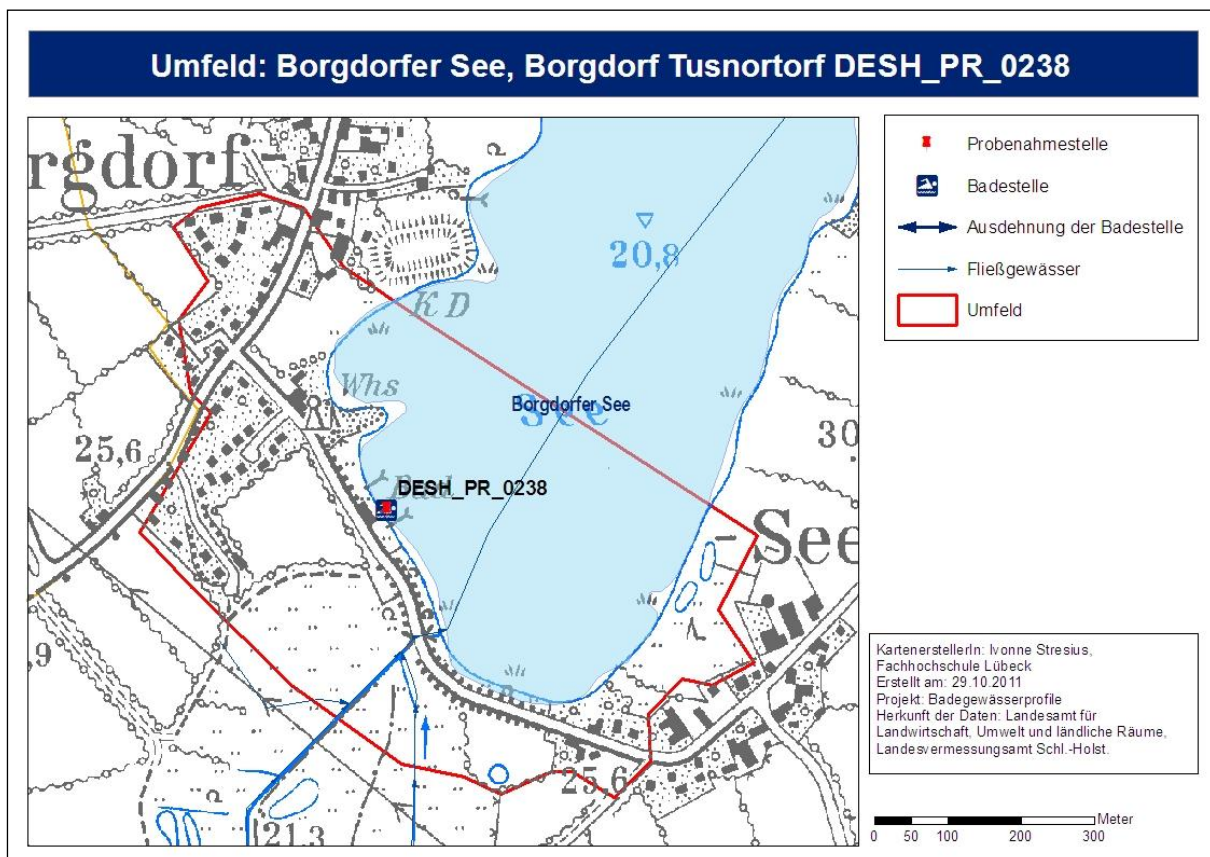 Umfeld: Borgdorfer See, Borgdorf Tusnortorf DESH_PR_0238
rgdorf
20,8
K D
Whs
Borgdorfer See
See
25,6
30
Bad
DESH_PR_0238
See
,9
25,6
21,3
Probenahmestelle
Badestelle
Ausdehnung der Badestelle
Fließgewässer
Umfeld
KartenerstellerIn: Ivonne Stresius,
Fachhochschule Lübeck
Erstellt am: 29.10.2011
Projekt: Badegewässerprofile
Herkunft der Daten: Landesamt für
Landwirtschaft, Umwelt und ländliche Räume,
Landesvermessungsamt Schl.-Holst.
Meter
0 50 100 200 300